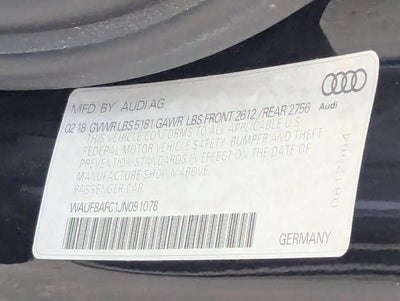 MFD BY AUDI AG
02 18 GVWR LBS 5181 GAWR LBS FRONT 2612 / REAR 2756
THIS VEHICLE CONFORMS TO ALL APPLICABLE U S
FEDERAL MOTOR VEHICLE SAFETY, BUMPER AND THEFT
PREVENTION STANDARDS IN EFFECT ON THE DATE
OF MANUFACTURE SHOWN ABOVE
PASSENGER CAR
WAUF8AFC1JN091078
GERMANY
Audi